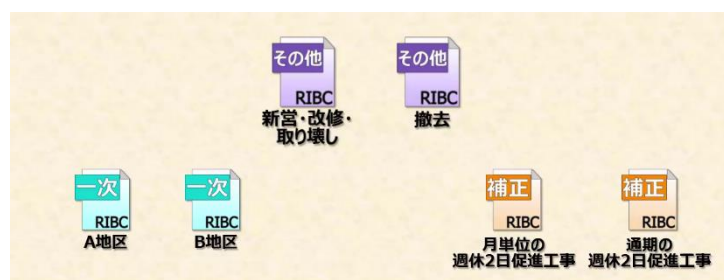 その他
RIBC
新営・改修・
取り壊し
その他
RIBC
撤去
一次
RIBC
A地区
一次
RIBC
B地区
補正
RIBC
月単位の
週休2日促進工事
補正
RIBC
通期の
週休2日促進工事